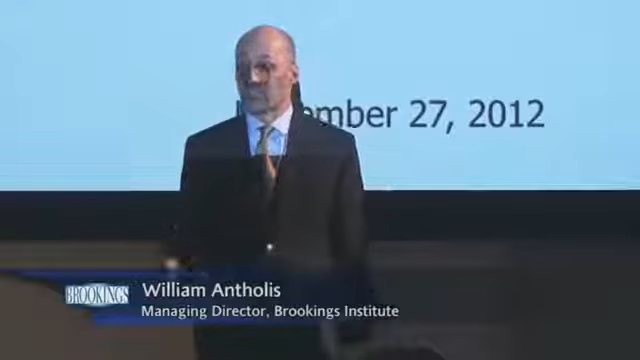 ember 27, 2012
BROOKINGS
William Antholis
Managing Director, Brookings Institute